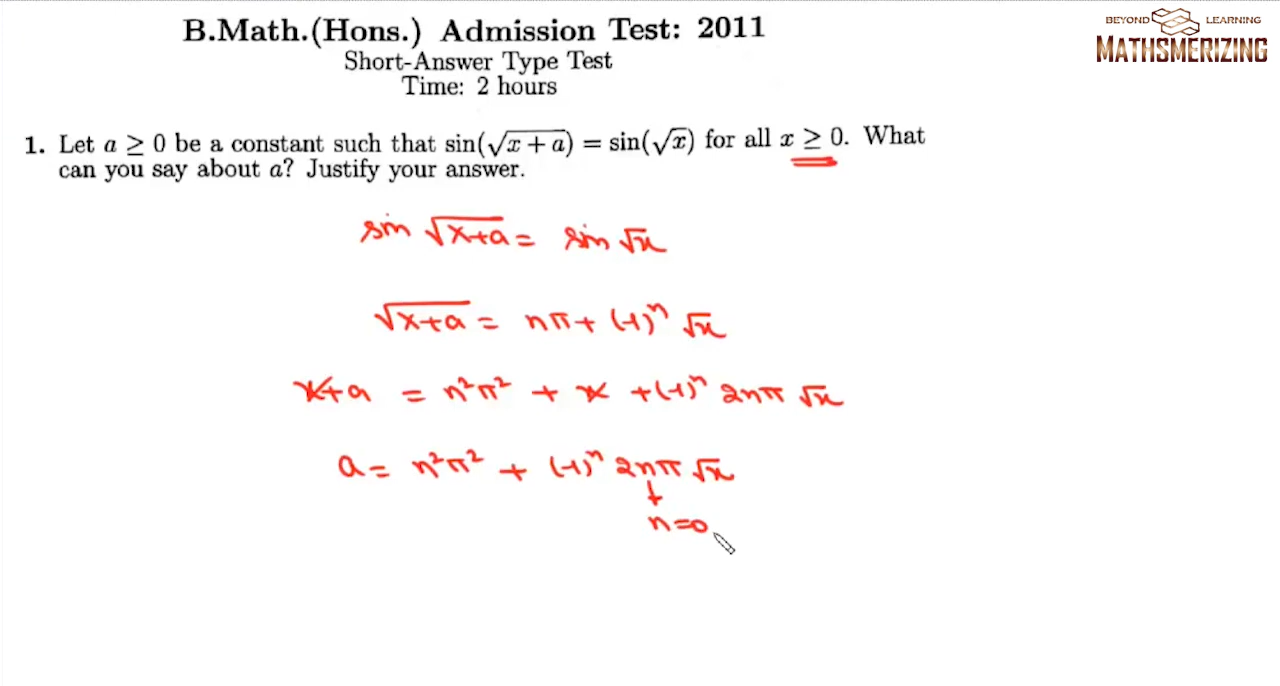 B.Math.(Hons.) Admission Test: 2011
BEYOND LEARNING
MATHSMERIZING
Short-Answer Type Test
Time: 2 hours
1. Let a ≥ 0 be a constant such that sin(√(x + a)) = sin(√x) for all x ≥ 0. What
can you say about a? Justify your answer.
sin √(x+a) = sin √x
√(x+a) = nπ + (-1)ⁿ √x
x+a = n²π² + x + (-1)ⁿ 2nπ √x
a = n²π² + (-1)ⁿ 2nπ √x
n=0